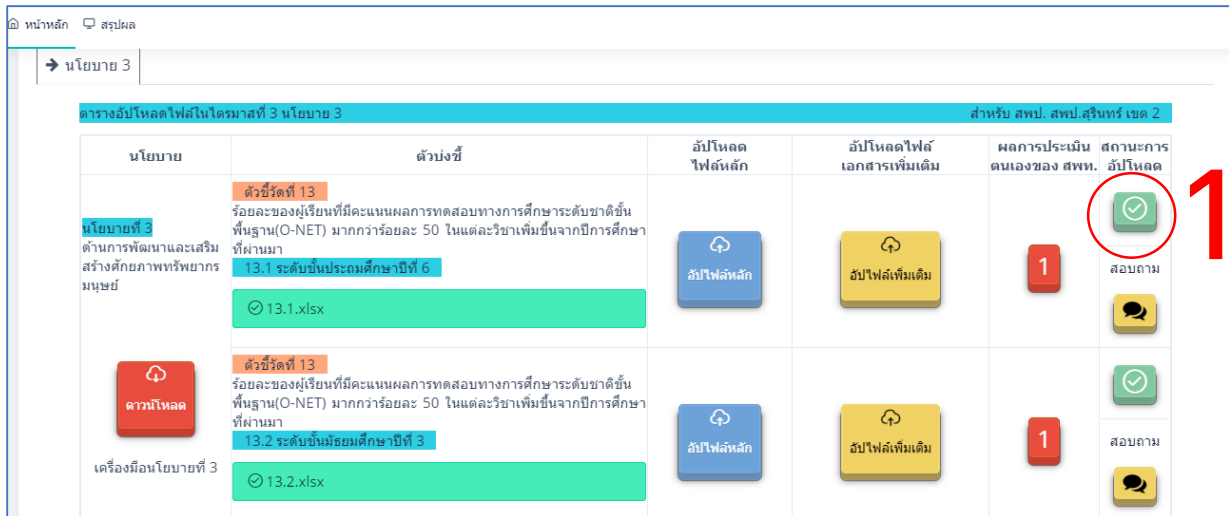 หน้าหลัก สรุปผล
นโยบาย 3
ตารางอัปโหลดไฟล์ในไตรมาสที่ 3 นโยบาย 3 สำหรับ สพป. สพป.สุรินทร์ เขต 2
นโยบาย
ตัวบ่งชี้
อัปโหลด
ไฟล์หลัก
อัปโหลดไฟล์
เอกสารเพิ่มเติม
ผลการประเมิน
ตนเองของ สพท.
สถานะการ
อัปโหลด
นโยบายที่ 3
ด้านการพัฒนาและเสริม
สร้างศักยภาพทรัพยากร
มนุษย์
ตัวชี้วัดที่ 13
ร้อยละของผู้เรียนที่มีคะแนนผลการทดสอบทางการศึกษาระดับชาติขั้น
พื้นฐาน(O-NET) มากกว่าร้อยละ 50 ในแต่ละวิชาเพิ่มขึ้นจากปีการศึกษา
ที่ผ่านมา
13.1 ระดับชั้นประถมศึกษาปีที่ 6
13.1.xlsx
อัปไฟล์หลัก
อัปไฟล์เพิ่มเติม
1
สอบถาม
1
ดาวน์โหลด
เครื่องมือนโยบายที่ 3
ตัวชี้วัดที่ 13
ร้อยละของผู้เรียนที่มีคะแนนผลการทดสอบทางการศึกษาระดับชาติขั้น
พื้นฐาน(O-NET) มากกว่าร้อยละ 50 ในแต่ละวิชาเพิ่มขึ้นจากปีการศึกษา
ที่ผ่านมา
13.2 ระดับชั้นมัธยมศึกษาปีที่ 3
13.2.xlsx
อัปไฟล์หลัก
อัปไฟล์เพิ่มเติม
1
สอบถาม